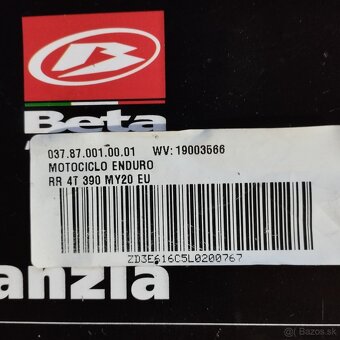 Beta
037.87.001.00.01 WV: 19003566
MOTOCICLO ENDURO
RR 4T 390 MY20 EU
ZD3E616C5L0200767
anzia
© Bazos.sk